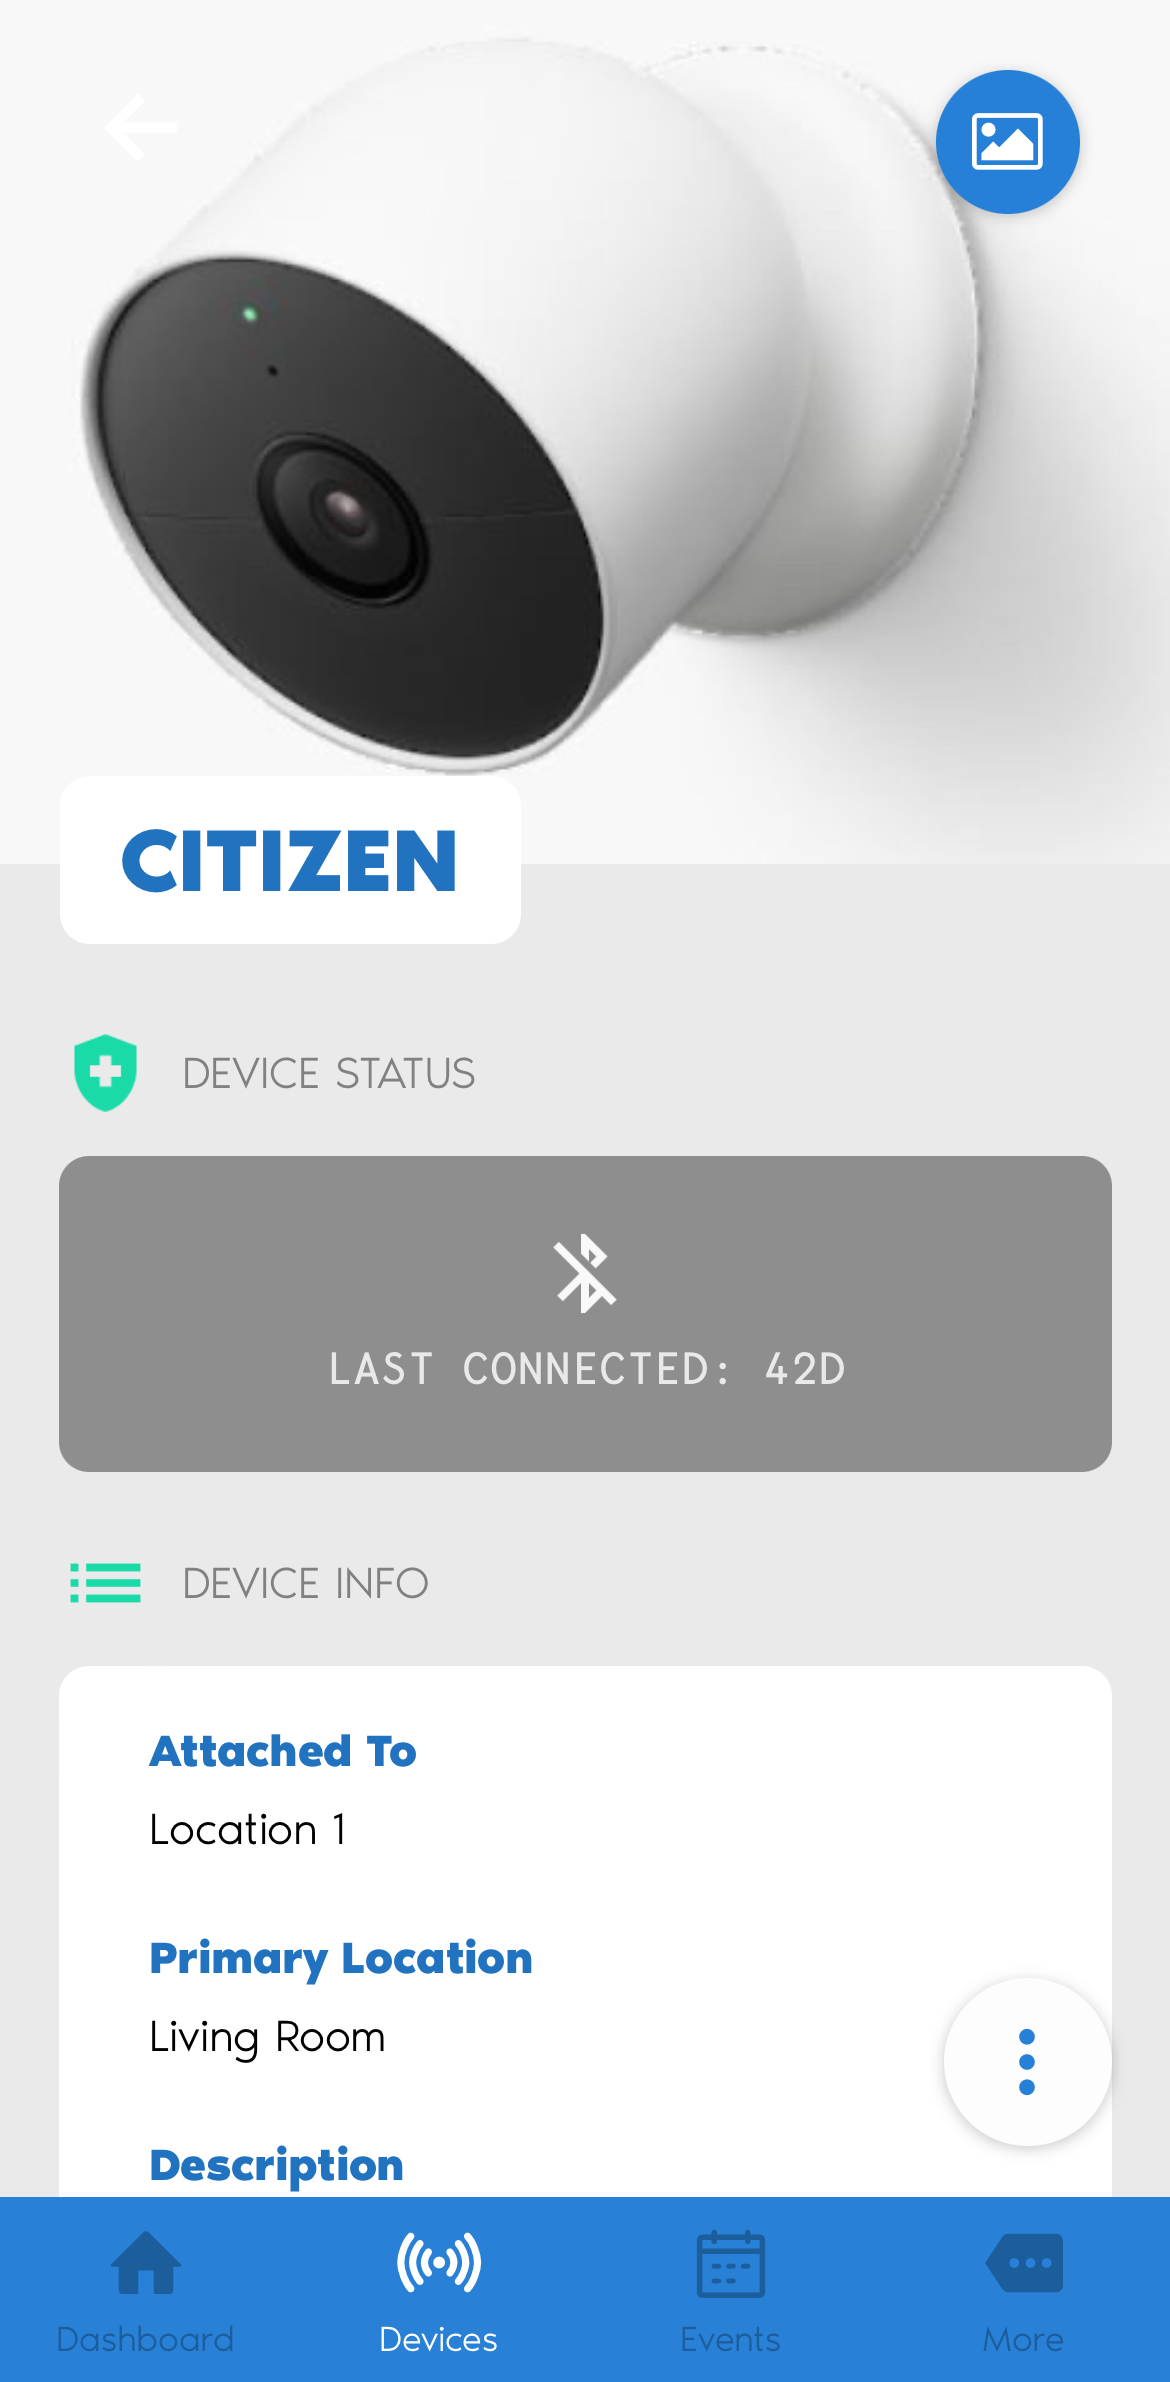 CITIZEN
DEVICE STATUS
LAST CONNECTED: 42D
DEVICE INFO
Attached To
Location 1
Primary Location
Living Room
Description
Dashboard
Devices
Events
More